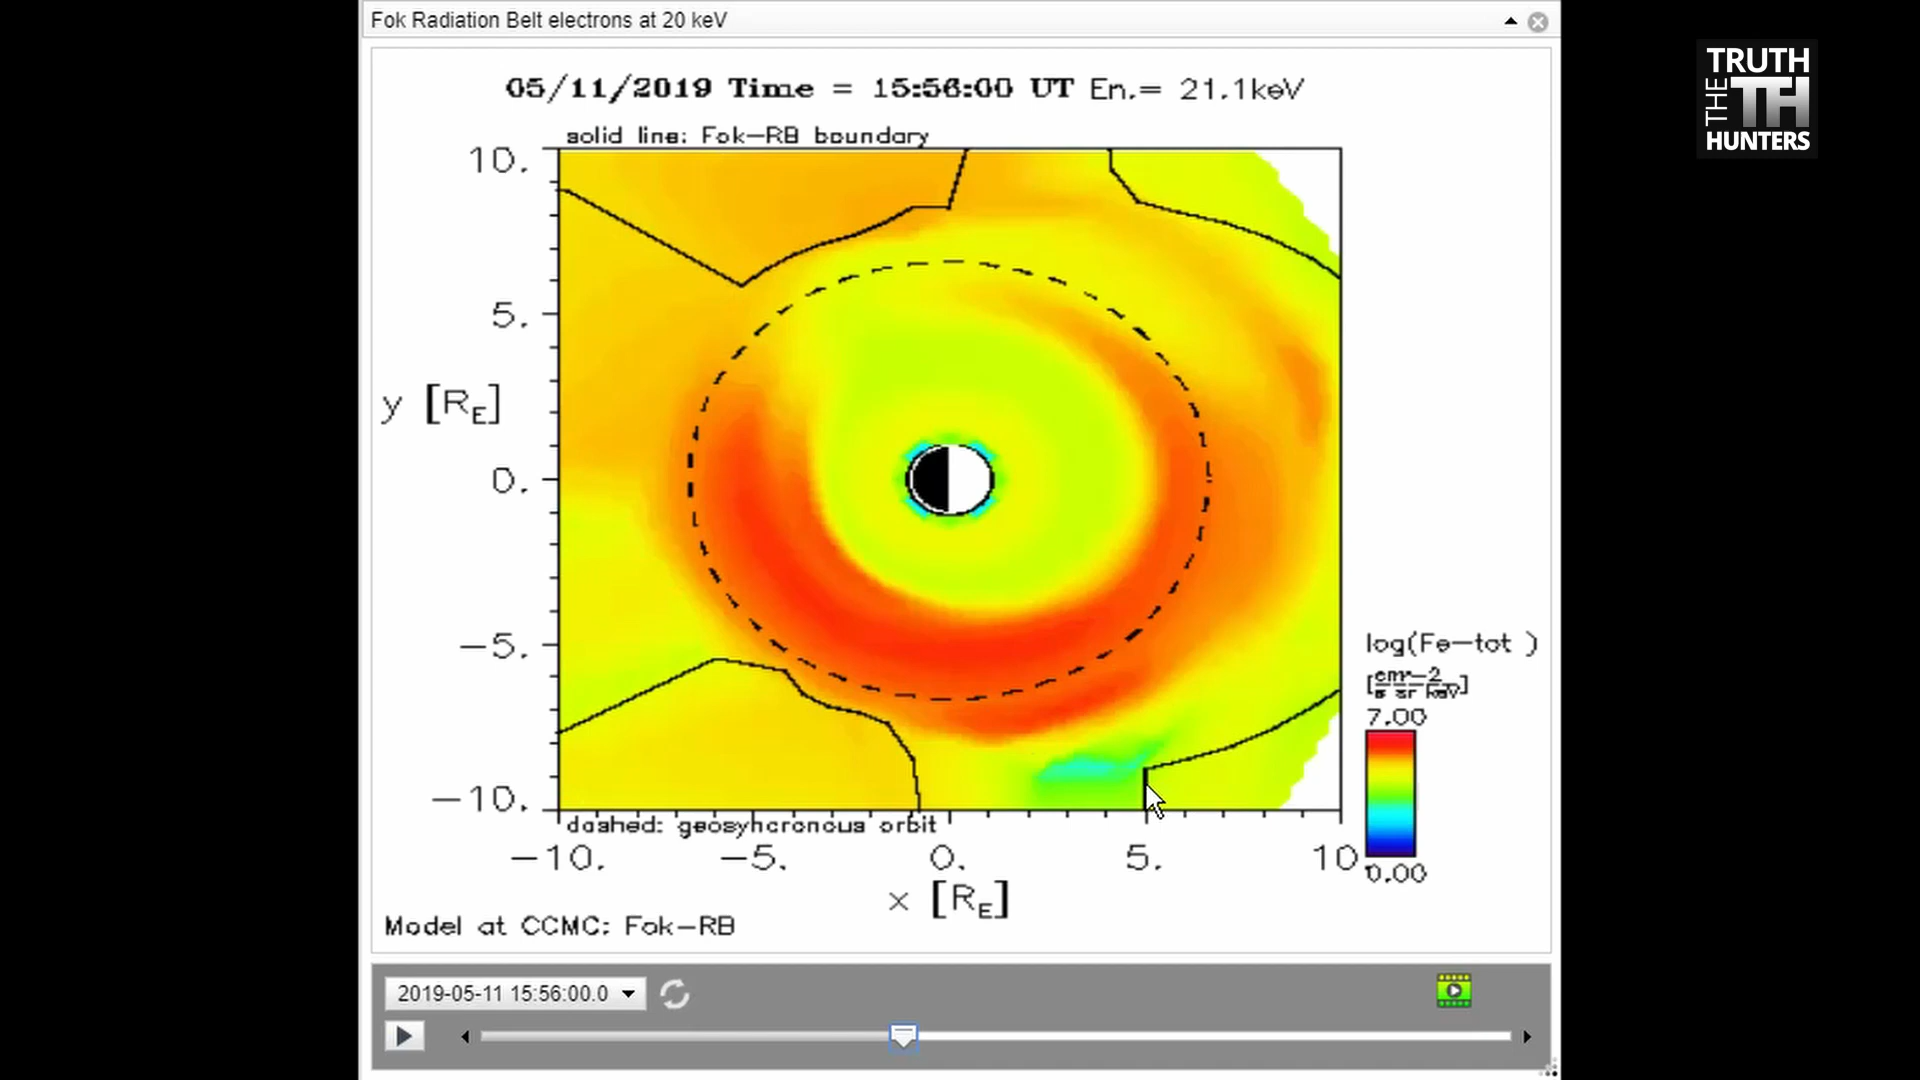 Fok Radiation Belt electrons at 20 keV
TRUTH
THE
TH
HUNTERS
05/11/2019 Time = 15:56:00 UT En.= 21.1keV
solid line: Fok-RB boundary
10.
5.
y [RE]
0.
-5.
-10.
log(Fe-tot )
7.00
0.00
dashed: geosyhcronous orbit
-10. -5. 0. 5. 10.
x [RE]
Model at CCMC: Fok-RB
2019-05-11 15:56:00.0